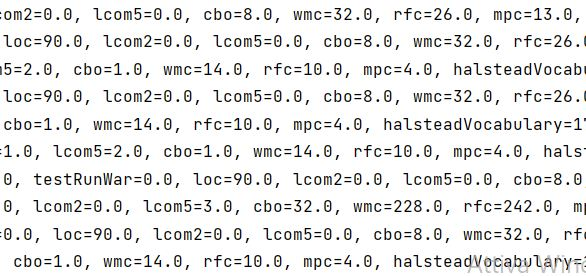 com2=0.0, lcom5=0.0, cbo=8.0, wmc=32.0, rfc=26.0, mpc=13.0,
loc=90.0, lcom2=0.0, lcom5=0.0, cbo=8.0, wmc=32.0, rfc=26.0
m5=2.0, cbo=1.0, wmc=14.0, rfc=10.0, mpc=4.0, halsteadVocabu
loc=90.0, lcom2=0.0, lcom5=0.0, cbo=8.0, wmc=32.0, rfc=26.0
cbo=1.0, wmc=14.0, rfc=10.0, mpc=4.0, halsteadVocabulary=1
=1.0, lcom5=2.0, cbo=1.0, wmc=14.0, rfc=10.0, mpc=4.0, halst
.0, testRunWar=0.0, loc=90.0, lcom2=0.0, lcom5=0.0, cbo=8.0
.0, lcom2=0.0, lcom5=3.0, cbo=32.0, wmc=228.0, rfc=242.0, mp
=0.0, loc=90.0, lcom2=0.0, lcom5=0.0, cbo=8.0, wmc=32.0, rf
cbo=1.0, wmc=14.0, rfc=10.0, mpc=4.0, halsteadVocabulary=